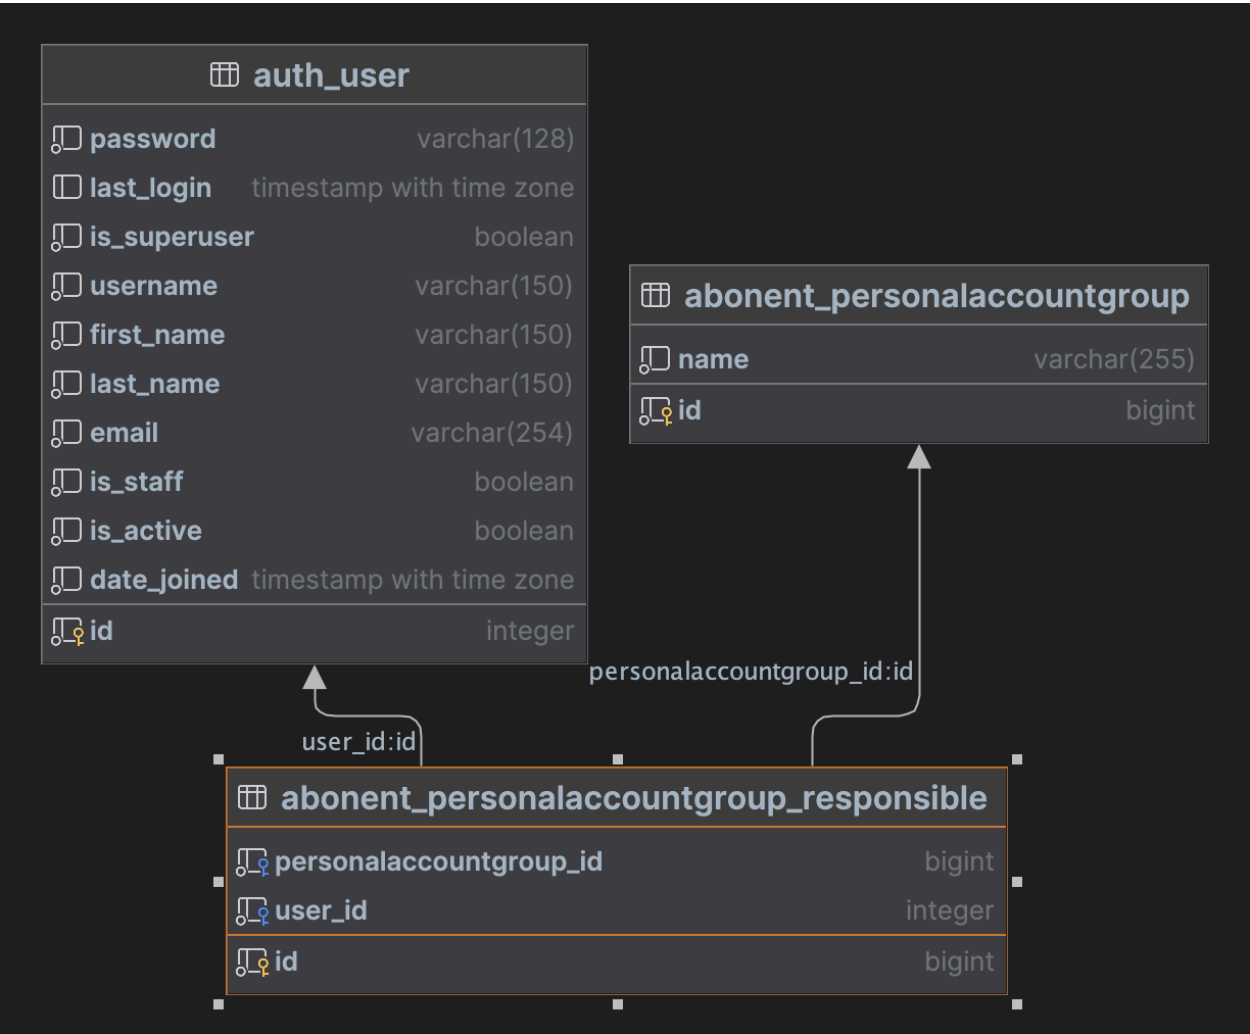 auth_user
password varchar(128)
last_login timestamp with time zone
is_superuser boolean
username varchar(150)
first_name varchar(150)
last_name varchar(150)
email varchar(254)
is_staff boolean
is_active boolean
date_joined timestamp with time zone
id integer
abonent_personalaccountgroup
name varchar(255)
id bigint
personalaccountgroup_id:id
user_id:id
abonent_personalaccountgroup_responsible
personalaccountgroup_id bigint
user_id integer
id bigint